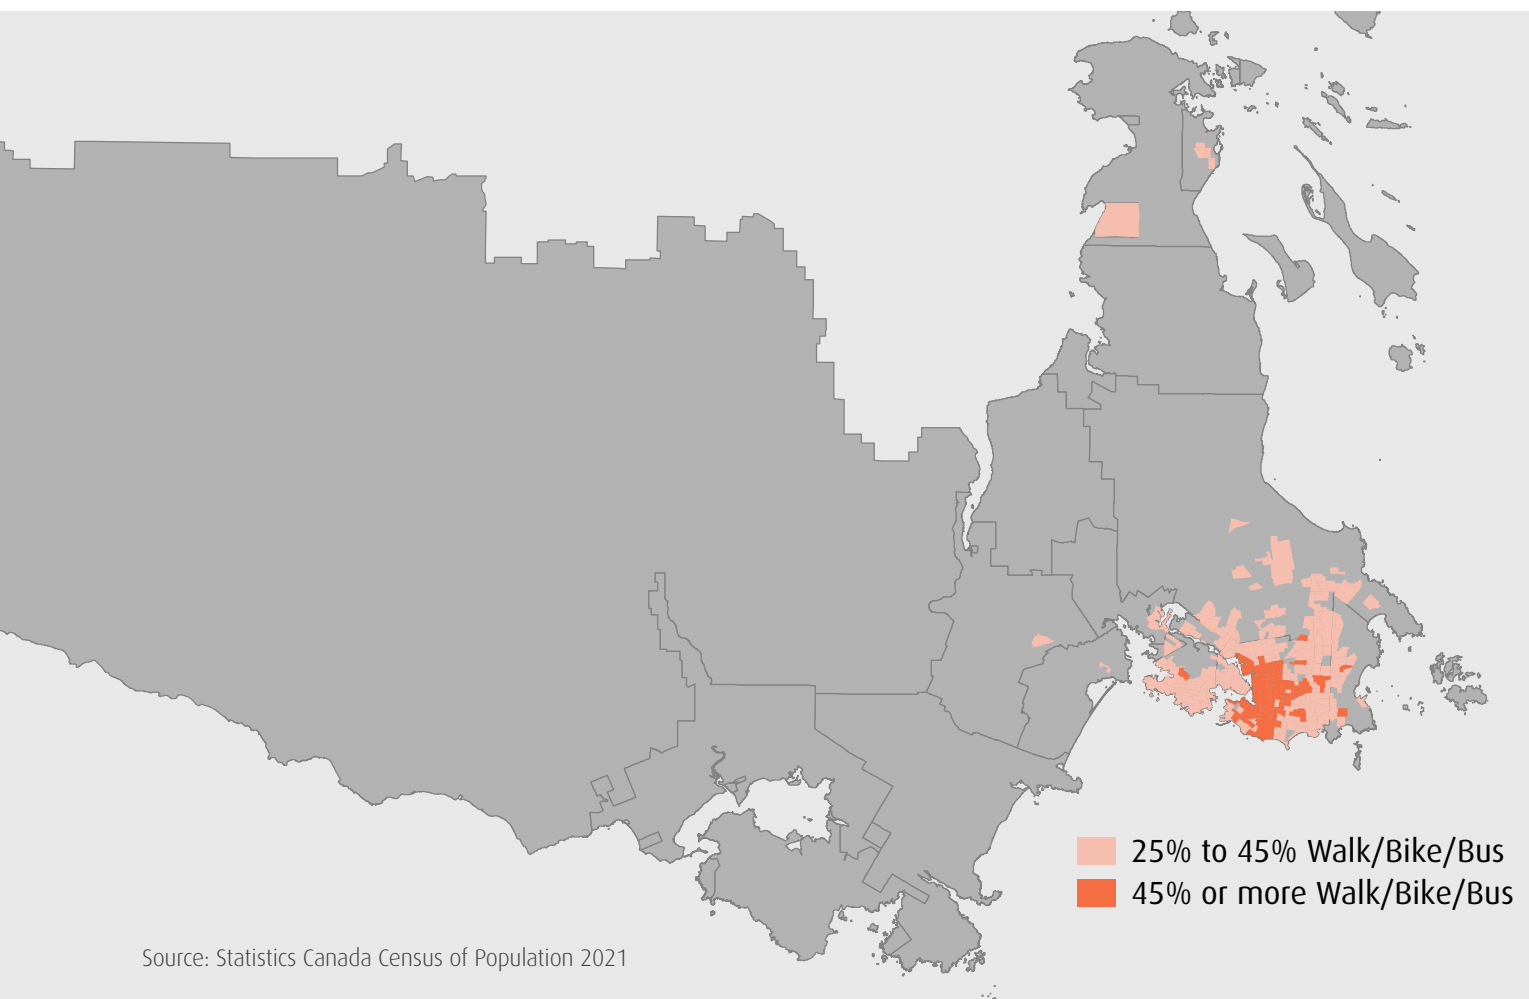 25% to 45% Walk/Bike/Bus
45% or more Walk/Bike/Bus
Source: Statistics Canada Census of Population 2021